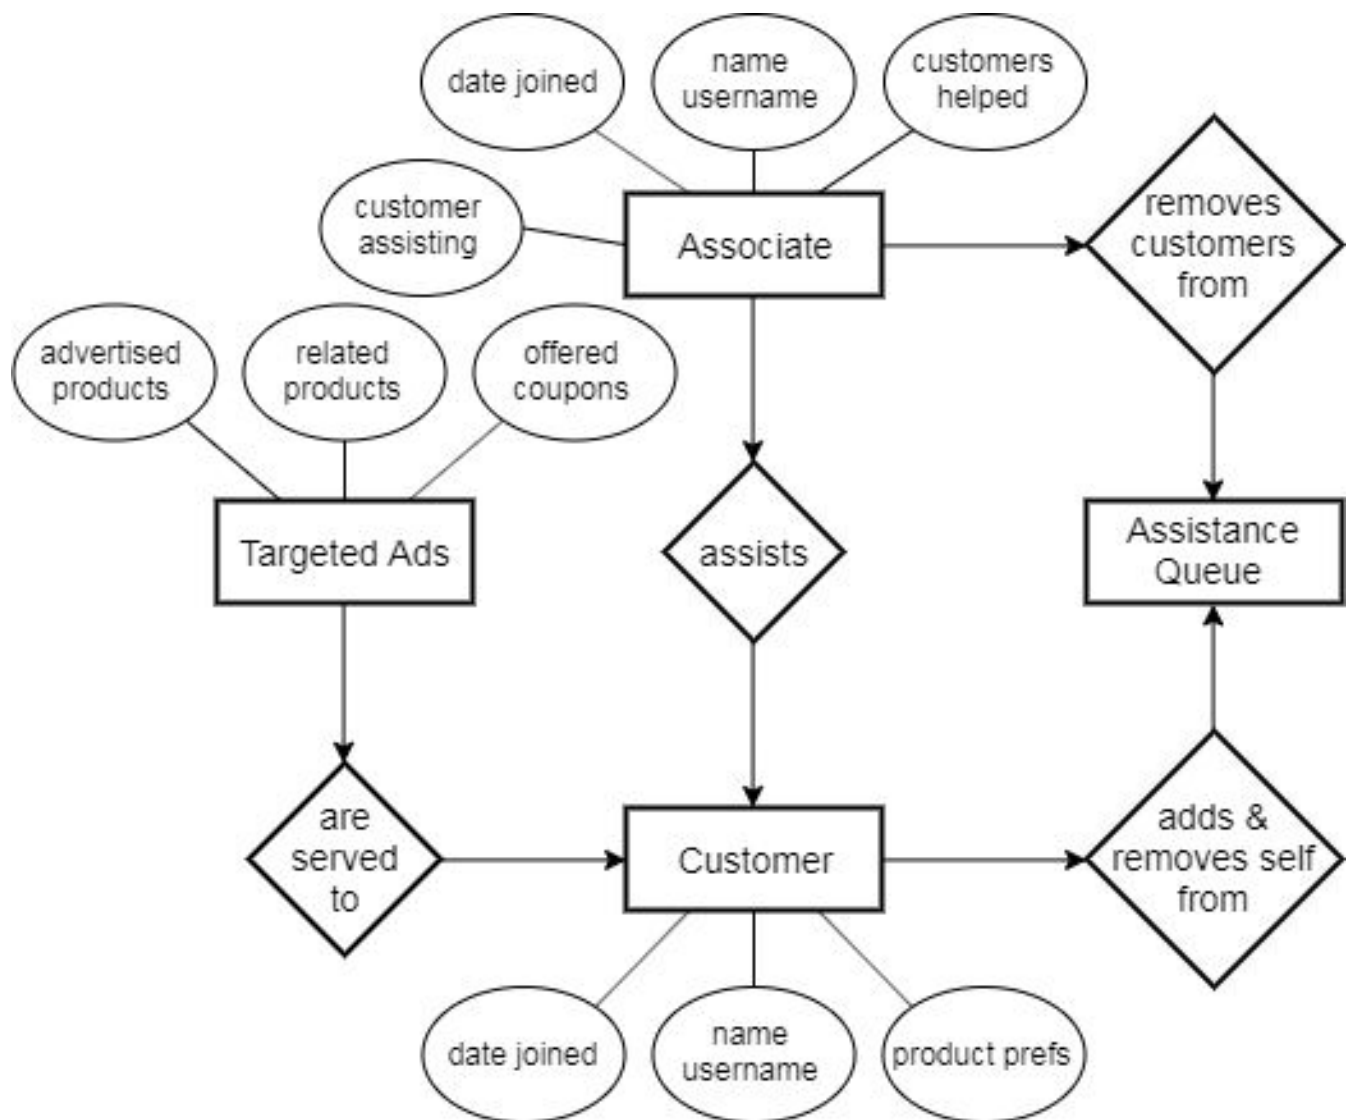 date joined
name
username
customers
helped
customer
assisting
Associate
removes
customers
from
advertised
products
related
products
offered
coupons
Targeted Ads
assists
Assistance
Queue
are
served
to
Customer
adds &
removes self
from
date joined
name
username
product prefs